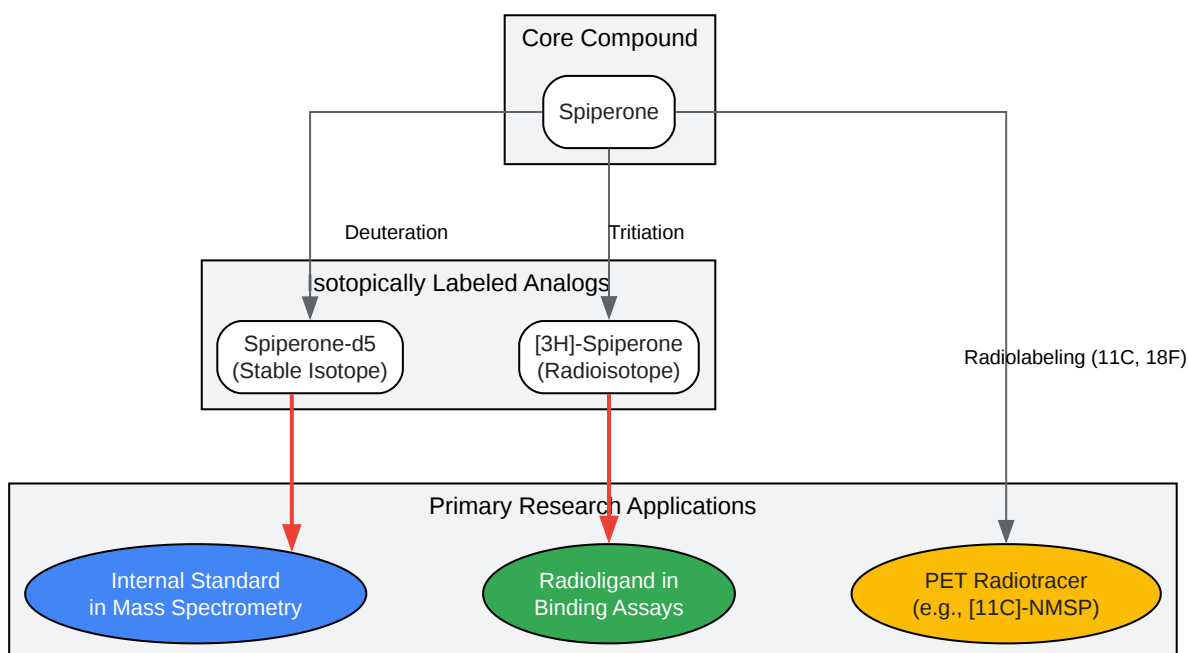 Core Compound
Spiperone
Deuteration
Tritiation
Isotopically Labeled Analogs
Spiperone-d5
(Stable Isotope)
[3H]-Spiperone
(Radioisotope)
Radiolabeling (11C, 18F)
Primary Research Applications
Internal Standard
in Mass Spectrometry
Radioligand in
Binding Assays
PET Radiotracer
(e.g., [11C]-NMSP)